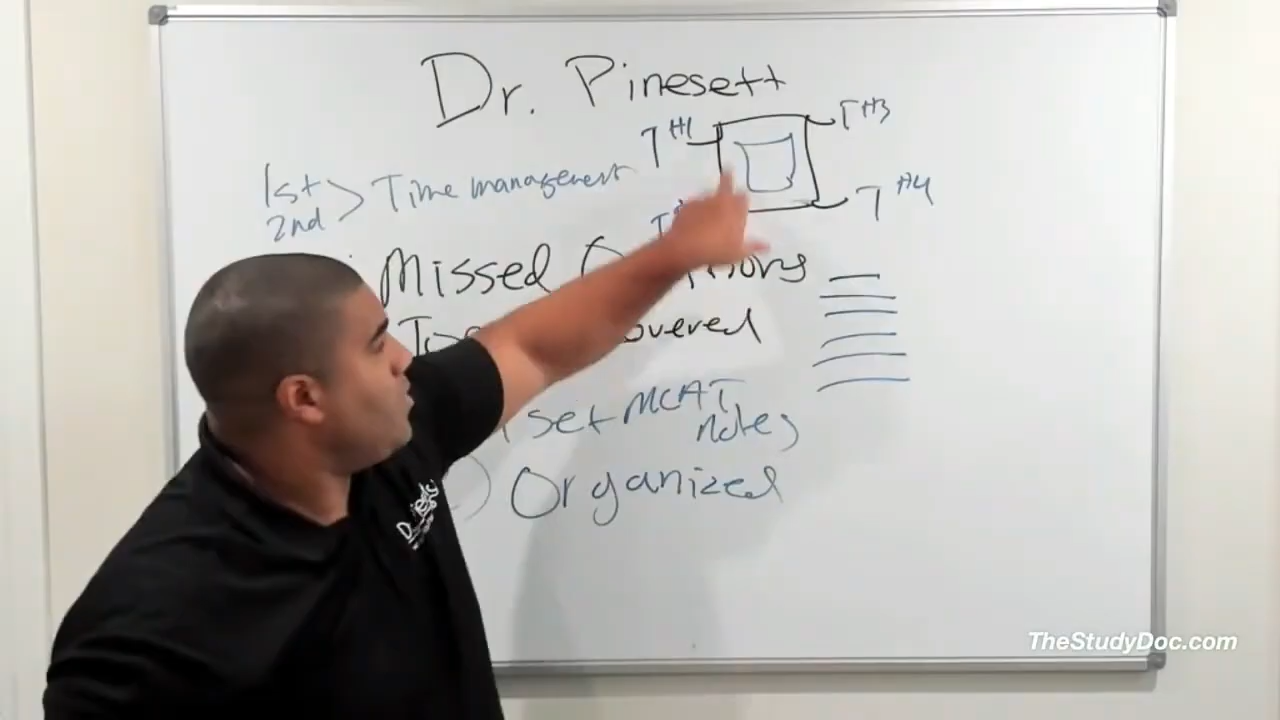 Dr. Pinesett
T #1
T #3
1st
2nd > Time management
T #4
Missed
overed
set MCAT
notes
Organized
TheStudyDoc.com